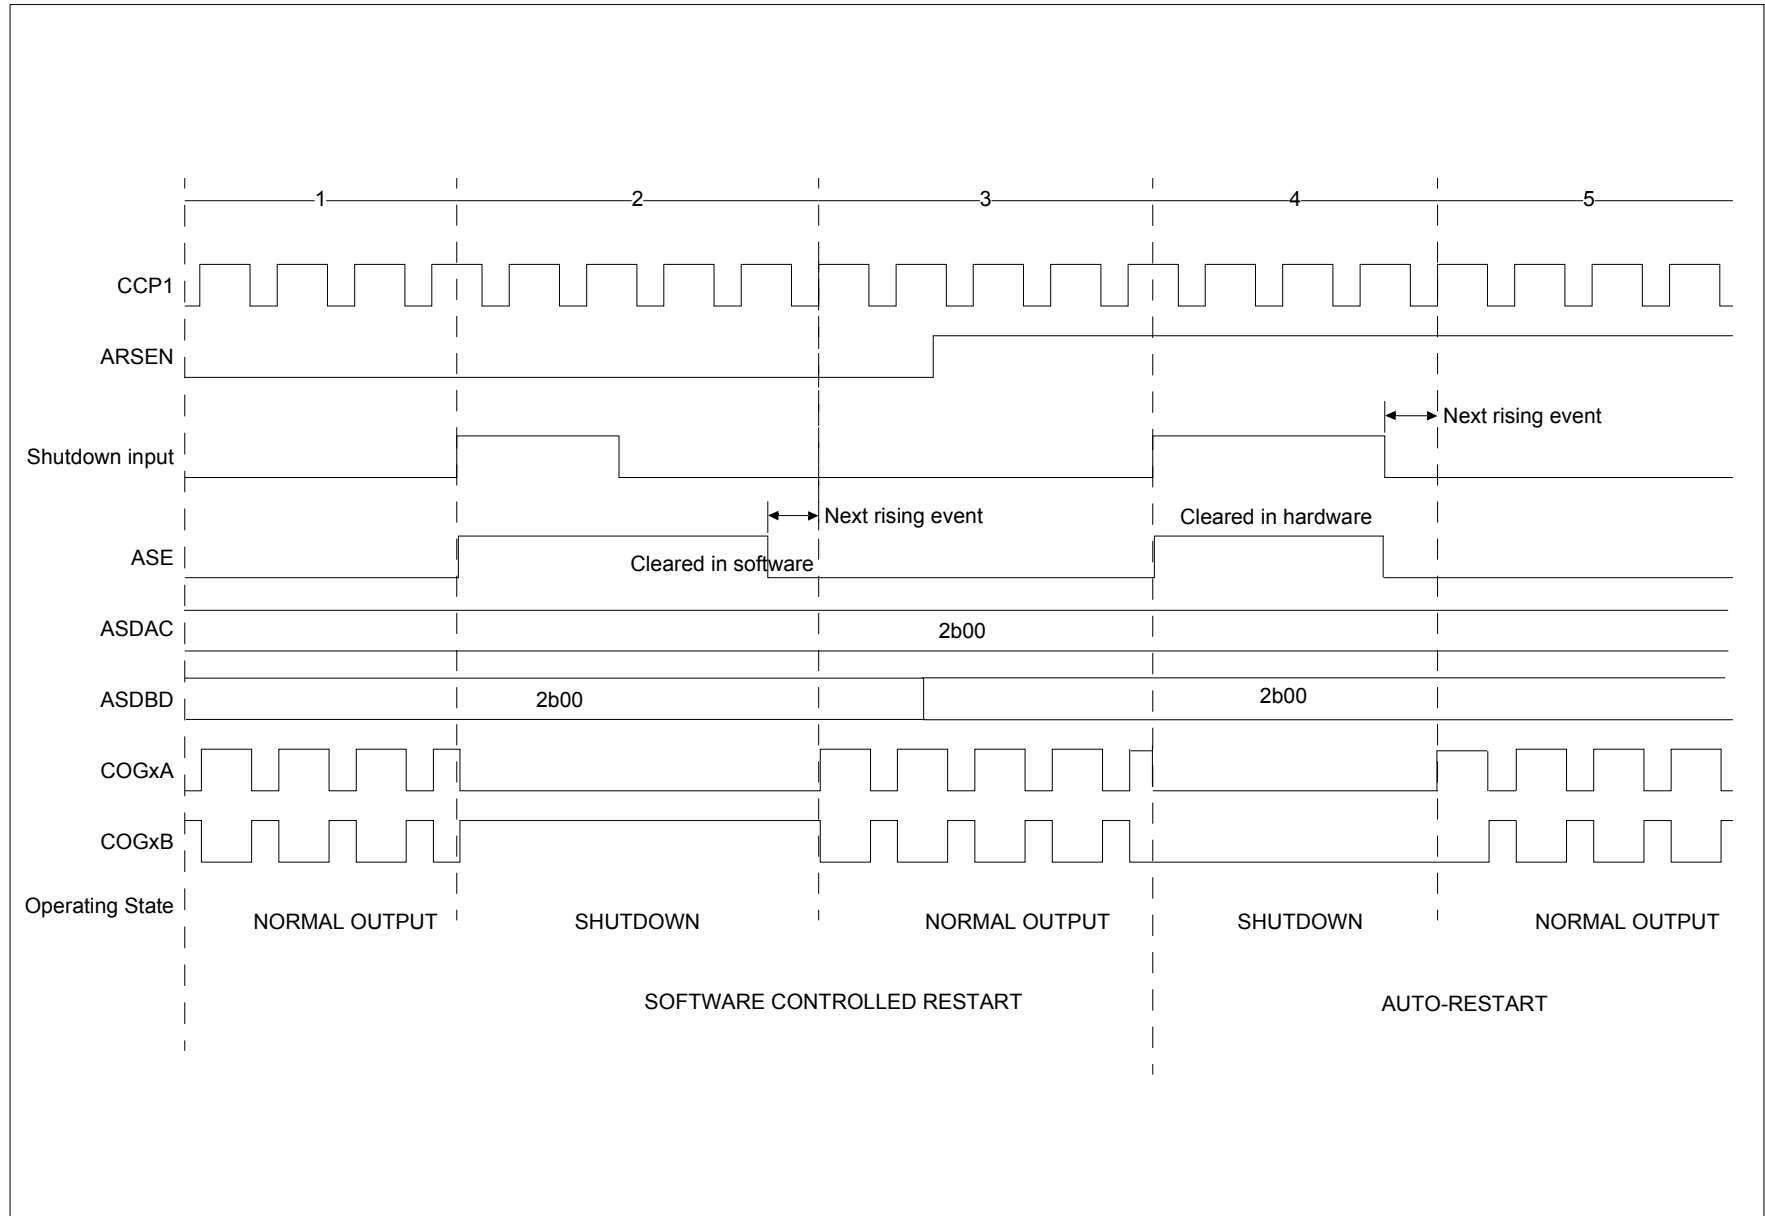 1 2 3 4 5
CCP1
ARSEN
Next rising event
Shutdown input
Next rising event
Cleared in hardware
ASE
Cleared in software
ASDAC
2b00
ASDBD
2b00
2b00
COGxA
COGxB
Operating State
NORMAL OUTPUT SHUTDOWN NORMAL OUTPUT SHUTDOWN NORMAL OUTPUT
SOFTWARE CONTROLLED RESTART
AUTO-RESTART